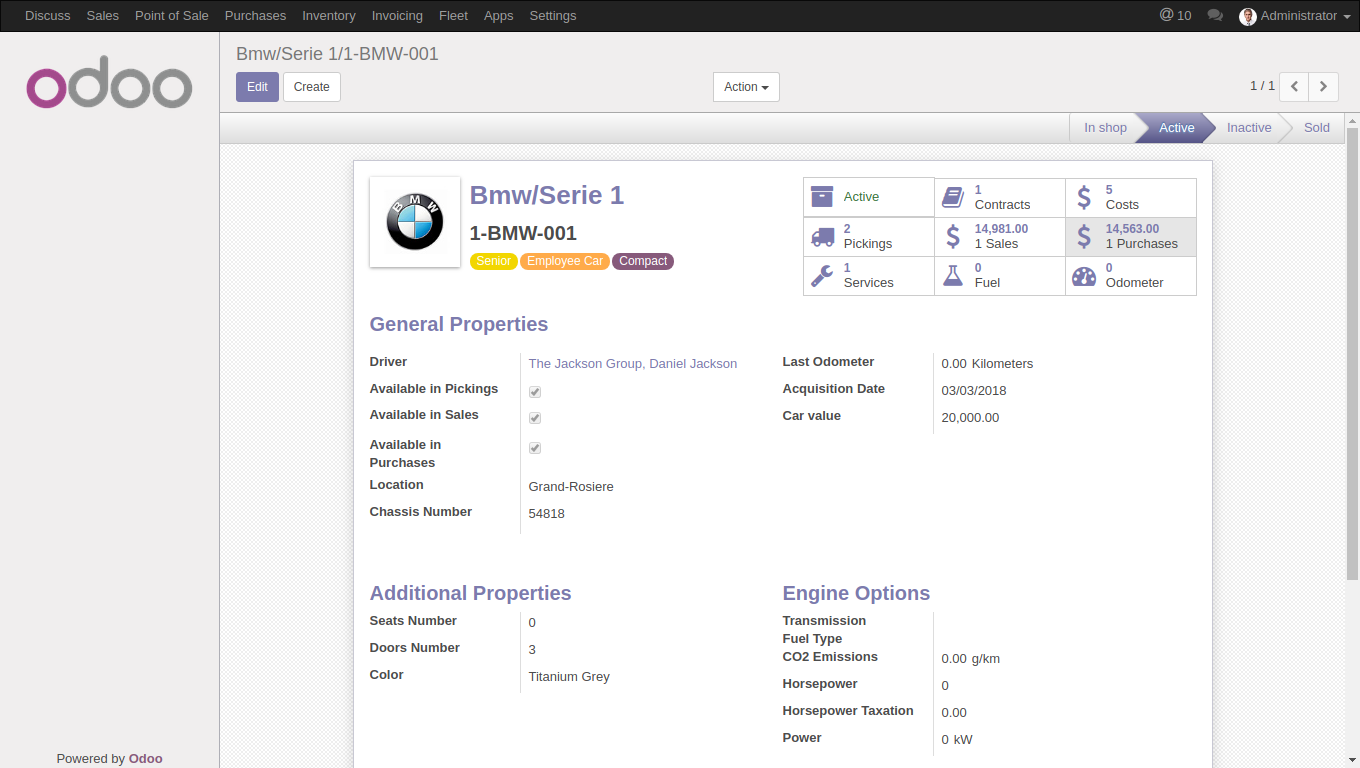 Discuss Sales Point of Sale Purchases Inventory Invoicing Fleet Apps Settings @ 10 Administrator
odoo
Bmw/Serie 1/1-BMW-001
Edit Create Action 1 / 1
In shop Active Inactive Sold
BMW
Bmw/Serie 1
1-BMW-001
Senior Employee Car Compact
Active
1 Contracts
$ 5 Costs
2 Pickings
$ 14,981.00 1 Sales
$ 14,563.00 1 Purchases
1 Services
0 Fuel
0 Odometer
General Properties
Driver The Jackson Group, Daniel Jackson
Available in Pickings
Available in Sales
Available in
Purchases
Location Grand-Rosiere
Chassis Number 54818
Last Odometer 0.00 Kilometers
Acquisition Date 03/03/2018
Car value 20,000.00
Additional Properties
Seats Number 0
Doors Number 3
Color Titanium Grey
Engine Options
Transmission
Fuel Type
CO2 Emissions 0.00 g/km
Horsepower 0
Horsepower Taxation 0.00
Power 0 kW
Powered by Odoo